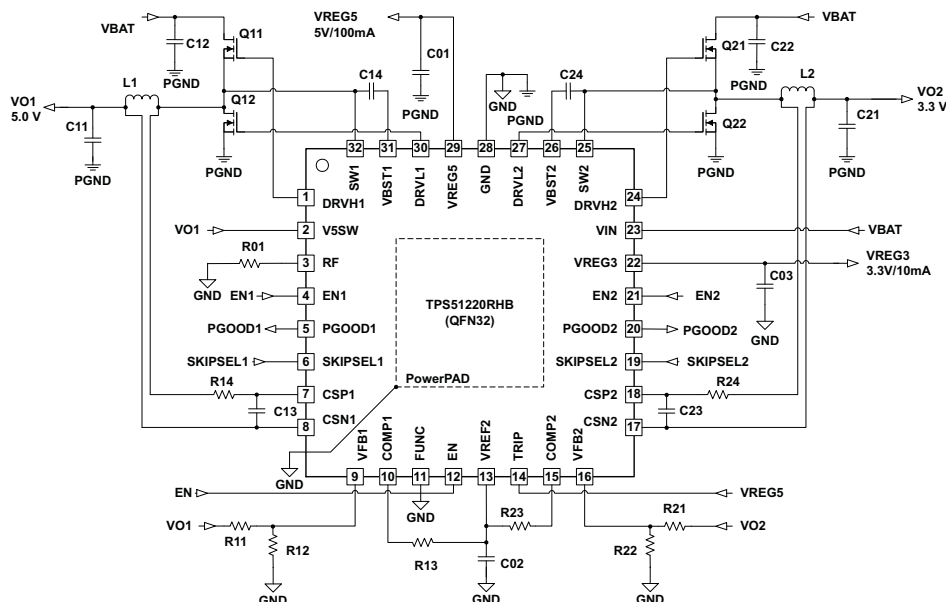 VBAT
Q11
C12
PGND
VREG5
5V/100mA
C01
PGND
C14
GND
PGND
C24
VBAT
Q21
C22
PGND
L1
VO1
5.0 V
C11
PGND
Q12
PGND
L2
VO2
3.3 V
C21
PGND
Q22
PGND
32
31
30
29
28
27
26
25
SW1
VBST1
DRVL1
VREG5
GND
DRVL2
VBST2
SW2
1
DRVH1
DRVH2
24
VO1
2
V5SW
VIN
23
VBAT
R01
GND
3
RF
VREG3
22
VREG3
3.3V/10mA
C03
GND
EN1
4
EN1
EN2
21
EN2
TPS51220RHB
(QFN32)
PGOOD1
5
PGOOD1
PGOOD2
20
PGOOD2
SKIPSEL1
6
SKIPSEL1
SKIPSEL2
19
SKIPSEL2
PowerPAD
R14
7
CSP1
CSP2
18
R24
C13
8
CSN1
CSN2
17
C23
VFB1
COMP1
FUNC
EN
VREF2
TRIP
COMP2
VFB2
GND
9
10
11
12
13
14
15
16
EN
GND
VREG5
VO1
R11
R12
GND
R13
R23
C02
GND
R21
VO2
R22
GND